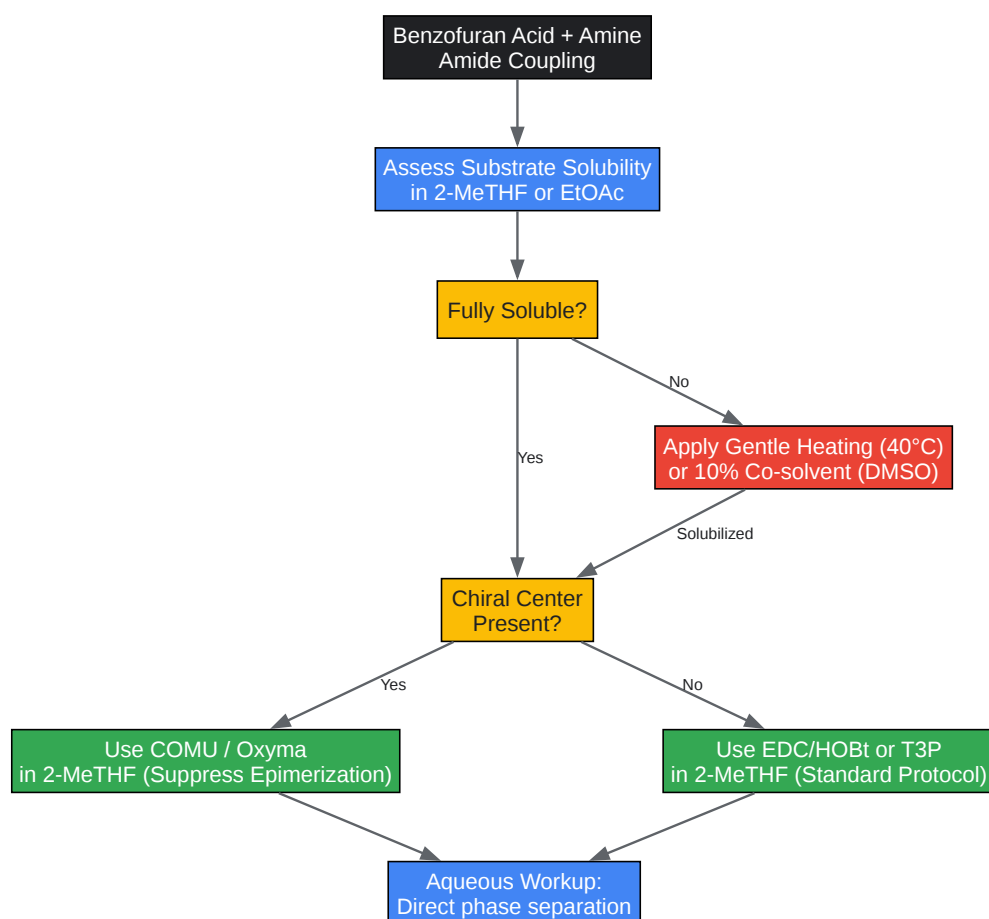 Benzofuran Acid + Amine
Amide Coupling
Assess Substrate Solubility
in 2-MeTHF or EtOAc
Fully Soluble?
No
Apply Gentle Heating (40°C)
or 10% Co-solvent (DMSO)
Yes
Solubilized
Chiral Center
Present?
Yes
No
Use COMU / Oxyma
in 2-MeTHF (Suppress Epimerization)
Use EDC/HOBt or T3P
in 2-MeTHF (Standard Protocol)
Aqueous Workup:
Direct phase separation